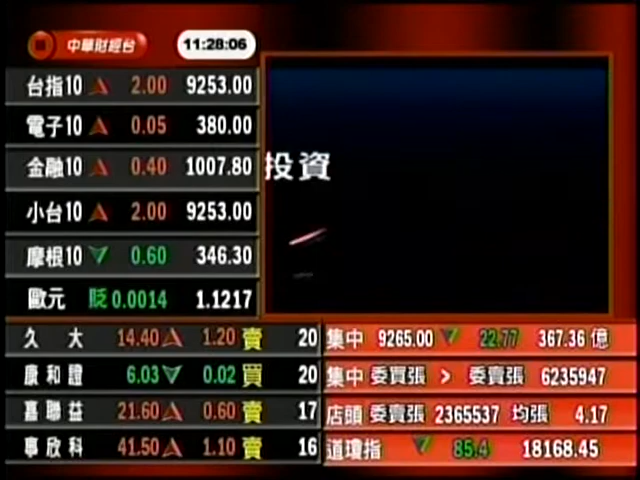 中華財經台 11:28:06
台指10 2.00 9253.00
電子10 0.05 380.00
金融10 0.40 1007.80
投資
小台10 2.00 9253.00
摩根10 0.60 346.30
歐元 貶 0.0014 1.1217
久大 14.40 1.20 賣 20
康和證 6.03 0.02 買 20
嘉聯益 21.60 0.60 賣 17
事欣科 41.50 1.10 賣 16
集中 9265.00 22.77 367.36 億
集中 委買張 > 委賣張 6235947
店頭 委賣張 2365537 均張 4.17
道瓊指 85.4 18168.45